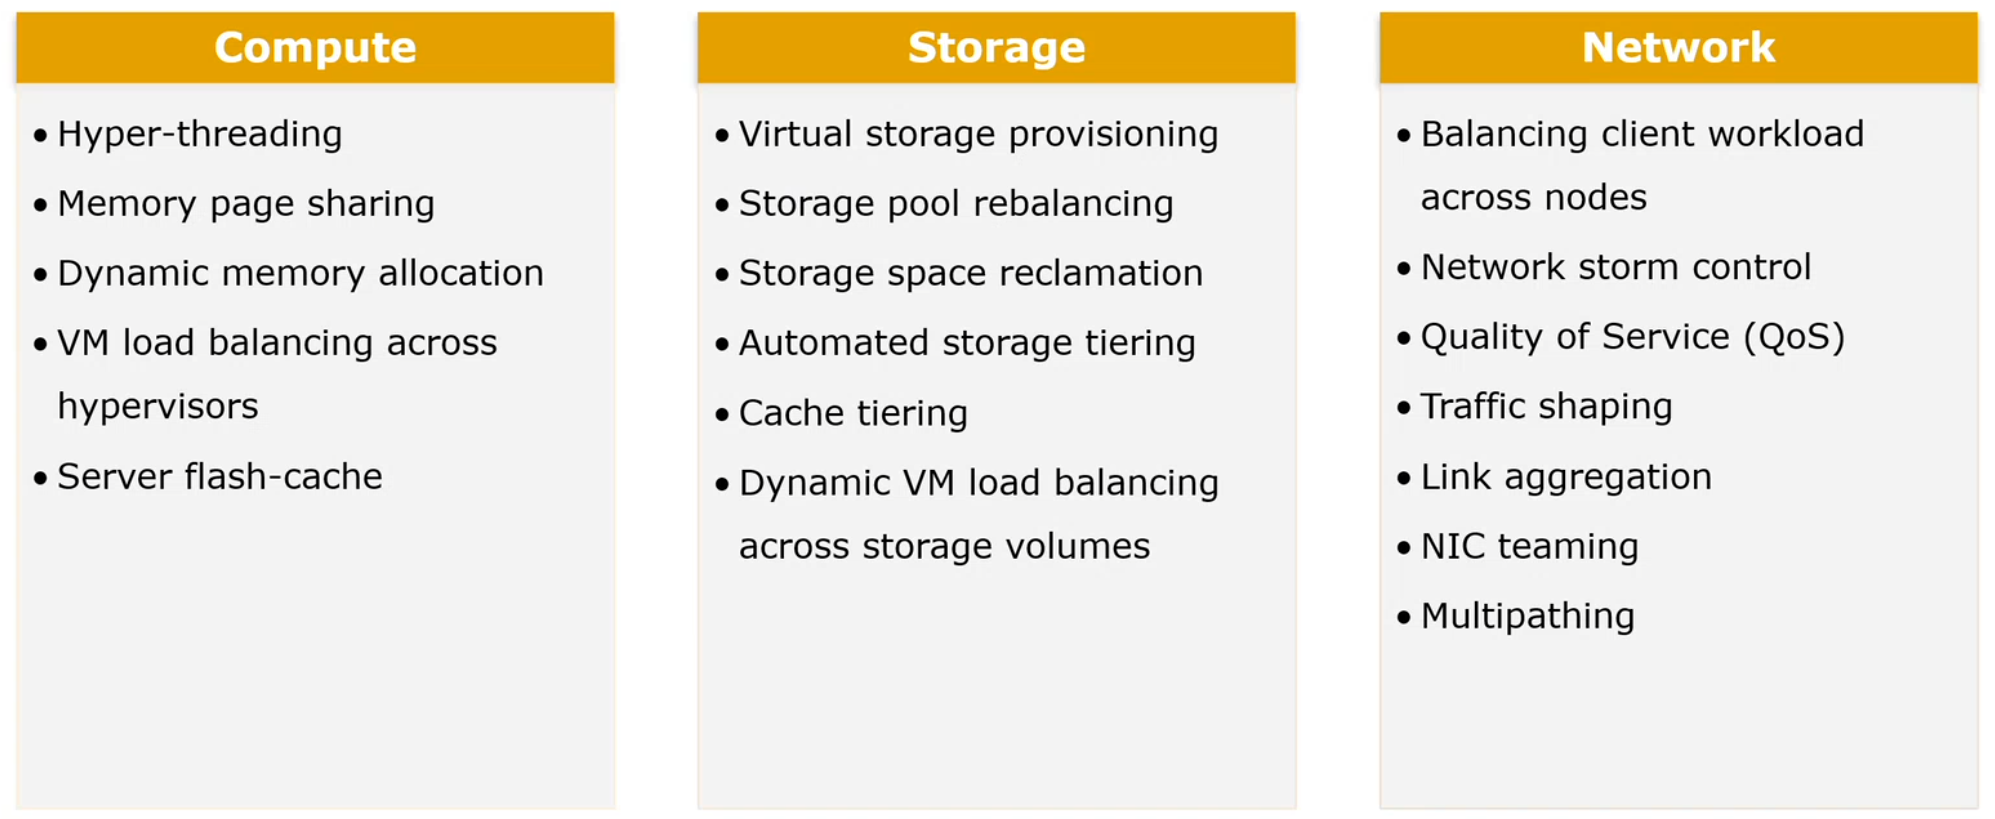 Compute
• Hyper-threading
• Memory page sharing
• Dynamic memory allocation
• VM load balancing across
hypervisors
• Server flash-cache
Storage
• Virtual storage provisioning
• Storage pool rebalancing
• Storage space reclamation
• Automated storage tiering
• Cache tiering
• Dynamic VM load balancing
across storage volumes
Network
• Balancing client workload
across nodes
• Network storm control
• Quality of Service (QoS)
• Traffic shaping
• Link aggregation
• NIC teaming
• Multipathing